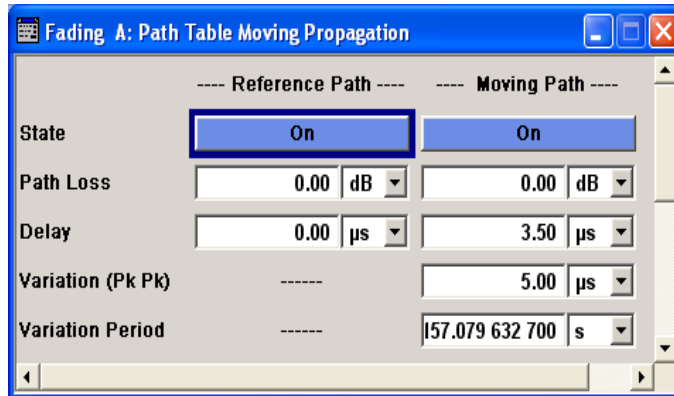 Fading A: Path Table Moving Propagation
---- Reference Path ---- ---- Moving Path ----
State On On
Path Loss 0.00 dB 0.00 dB
Delay 0.00 µs 3.50 µs
Variation (Pk Pk) ------ 5.00 µs
Variation Period ------ 157.079 632 700 s